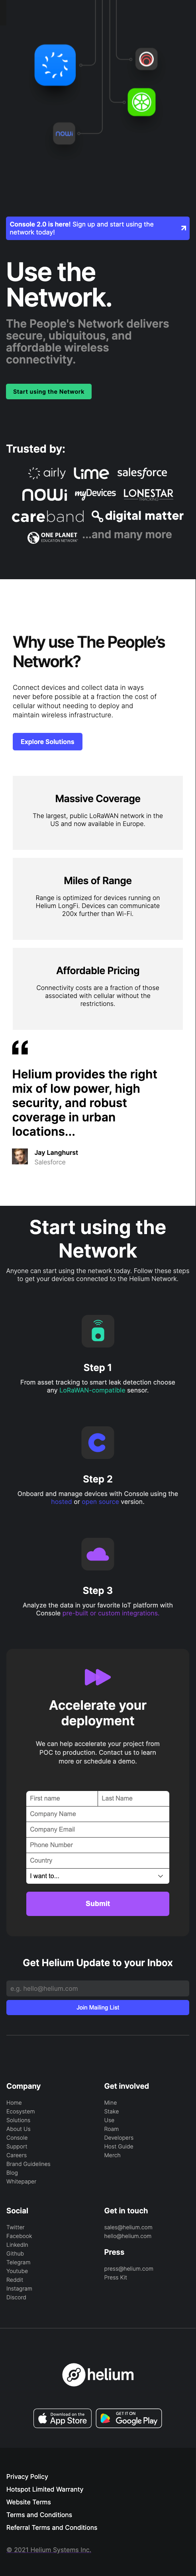 nowi
Console 2.0 is here! Sign up and start using the
network today!
Use the
Network.
The People's Network delivers
secure, ubiquitous, and
affordable wireless
connectivity.
Start using the Network
Trusted by:
airly
lime
salesforce
nowi
myDevices
LONESTAR
careband
digital matter
ONE PLANET
EDUCATION NETWORK
...and many more
Why use The People's
Network?
Connect devices and collect data in ways
never before possible at a fraction the cost of
cellular without needing to deploy and
maintain wireless infrastructure.
Explore Solutions
Massive Coverage
The largest, public LoRaWAN network in the
US and now available in Europe.
Miles of Range
Range is optimized for devices running on
Helium LongFi. Devices can communicate
200x further than Wi-Fi.
Affordable Pricing
Connectivity costs are a fraction of those
associated with cellular without the
restrictions.
Helium provides the right
mix of low power, high
security, and robust
coverage in urban
locations...
Jay Langhurst
Salesforce
Start using the
Network
Anyone can start using the network today. Follow these steps
to get your devices connected to the Helium Network.
Step 1
From asset tracking to smart leak detection choose
any LoRaWAN-compatible sensor.
Step 2
Onboard and manage devices with Console using the
hosted or open source version.
Step 3
Analyze the data in your favorite IoT platform with
Console pre-built or custom integrations.
Accelerate your
deployment
We can help accelerate your project from
POC to production. Contact us to learn
more or schedule a demo.
First name
Last Name
Company Name
Company Email
Phone Number
Country
I want to...
Submit
Get Helium Update to your Inbox
e.g. hello@helium.com
Join Mailing List
Company
Home
Ecosystem
Solutions
About Us
Console
Support
Careers
Brand Guidelines
Blog
Whitepaper
Get involved
Mine
Stake
Use
Roam
Developers
Host Guide
Merch
Social
Twitter
Facebook
LinkedIn
Github
Telegram
Youtube
Reddit
Instagram
Discord
Get in touch
sales@helium.com
hello@helium.com
Press
press@helium.com
Press Kit
helium
Download on the
App Store
GET IT ON
Google Play
Privacy Policy
Hotspot Limited Warranty
Website Terms
Terms and Conditions
Referral Terms and Conditions
© 2021 Helium Systems Inc.